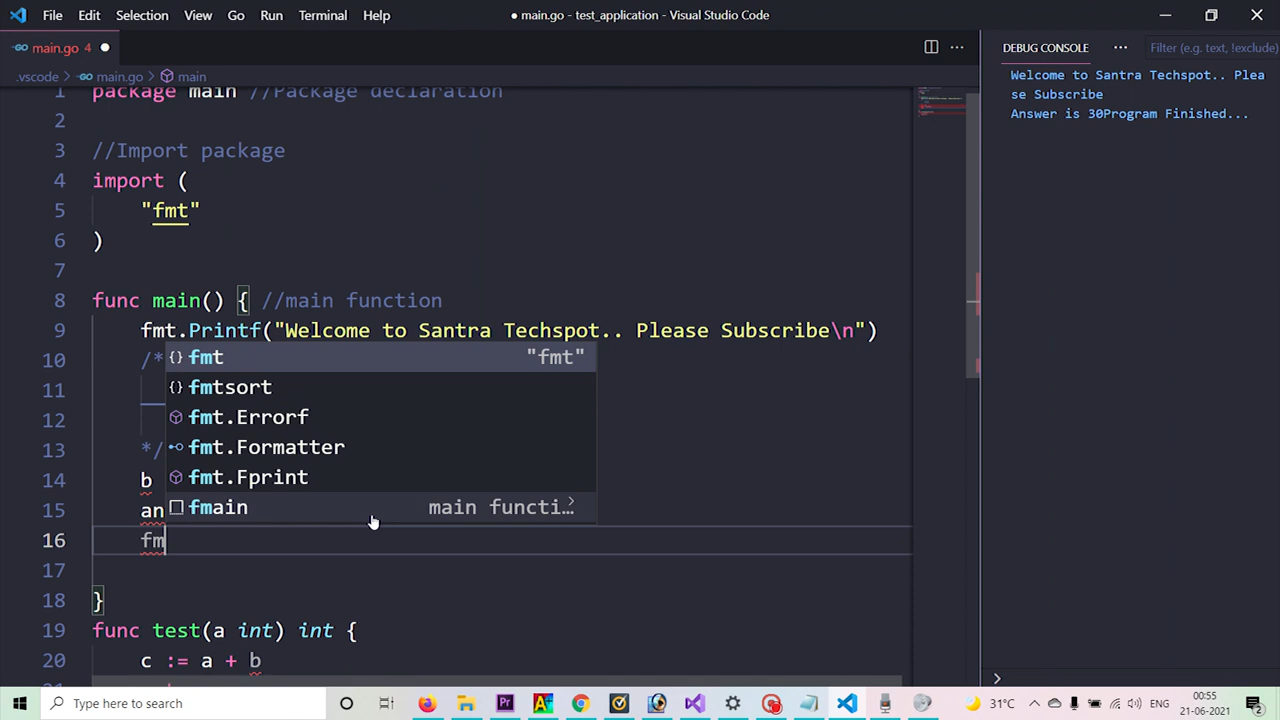 File Edit Selection View Go Run Terminal Help
● main.go - test_application - Visual Studio Code
main.go 4
.vscode > main.go > main
1 package main //Package declaration
2
3 //Import package
4 import (
5 "fmt"
6 )
7
8 func main() { //main function
9 fmt.Printf("Welcome to Santra Techspot.. Please Subscribe\n")
10 /*
11
12
13 */
14 b
15 an
16 fm
17
18 }
19 func test(a int) int {
20 c := a + b
fmt "fmt"
fmtsort
fmt.Errorf
fmt.Formatter
fmt.Fprint
fmain main functi…
DEBUG CONSOLE
Filter (e.g. text, !exclude)
Welcome to Santra Techspot.. Plea
se Subscribe
Answer is 30Program Finished...
Type here to search
31°C
ENG
00:55
21-06-2021
2